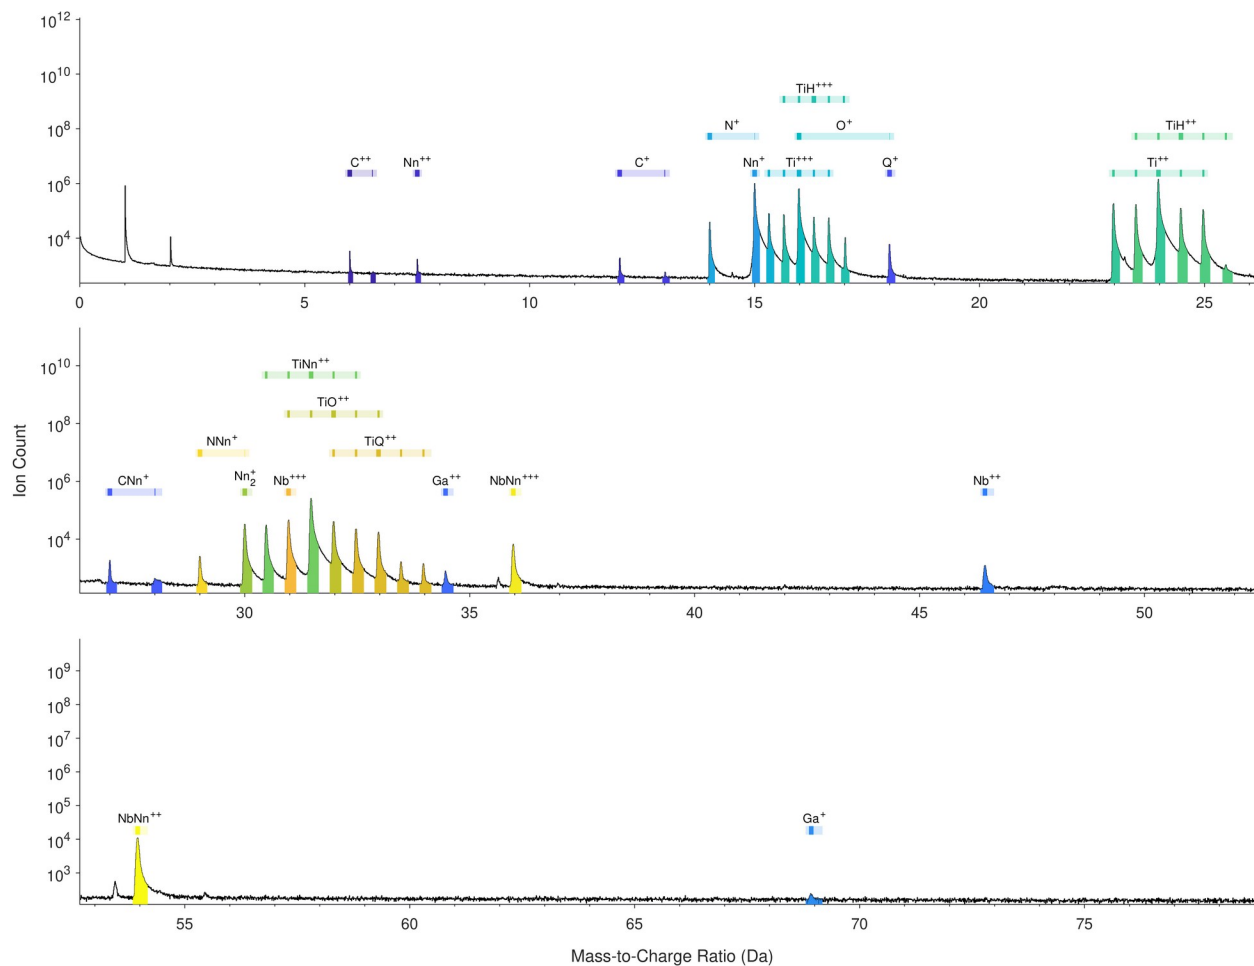 10¹²
10¹⁰
TiH⁺⁺⁺
10⁸ N⁺ O⁺ TiH⁺⁺
10⁶ C⁺⁺ Nn⁺⁺ C⁺ Nn⁺ Ti⁺⁺⁺ Q⁺ Ti⁺⁺
10⁴
0 5 10 15 20 25
10¹⁰ TiNn⁺⁺
10⁸ TiO⁺⁺
NNn⁺ TiQ⁺⁺
10⁶ CNn⁺ Nn₂⁺ Nb⁺⁺⁺ Ga⁺⁺ NbNn⁺⁺⁺ Nb⁺⁺
10⁴
30 35 40 45 50
Ion Count
10⁹
10⁸
10⁷
10⁶
10⁵
NbNn⁺⁺ Ga⁺
10⁴
10³
55 60 65 70 75
Mass-to-Charge Ratio (Da)